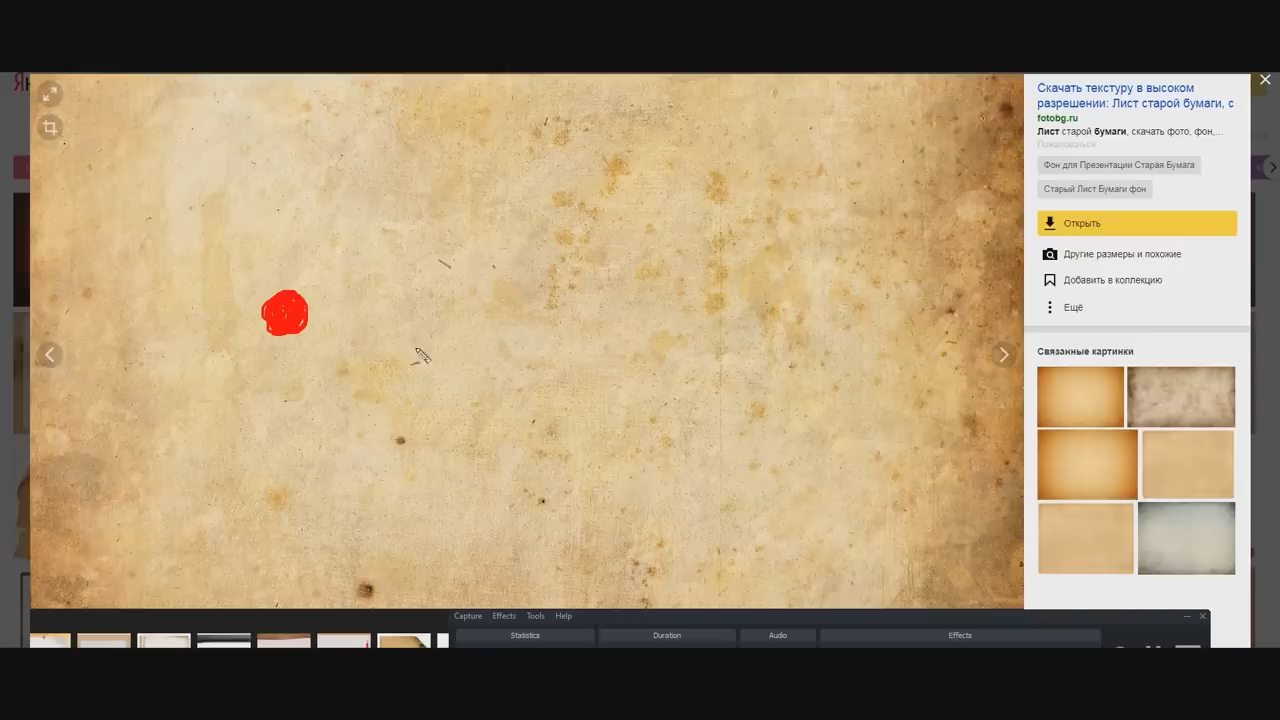 Скачать текстуру в высоком
разрешении: Лист старой бумаги, с
fotobg.ru
Лист старой бумаги, скачать фото, фон,...
Пожаловаться
Фон для Презентации Старая Бумага
Старый Лист Бумаги фон
Открыть
Другие размеры и похожие
Добавить в коллекцию
Ещё
Связанные картинки
Capture Effects Tools Help
Statistics Duration Audio Effects